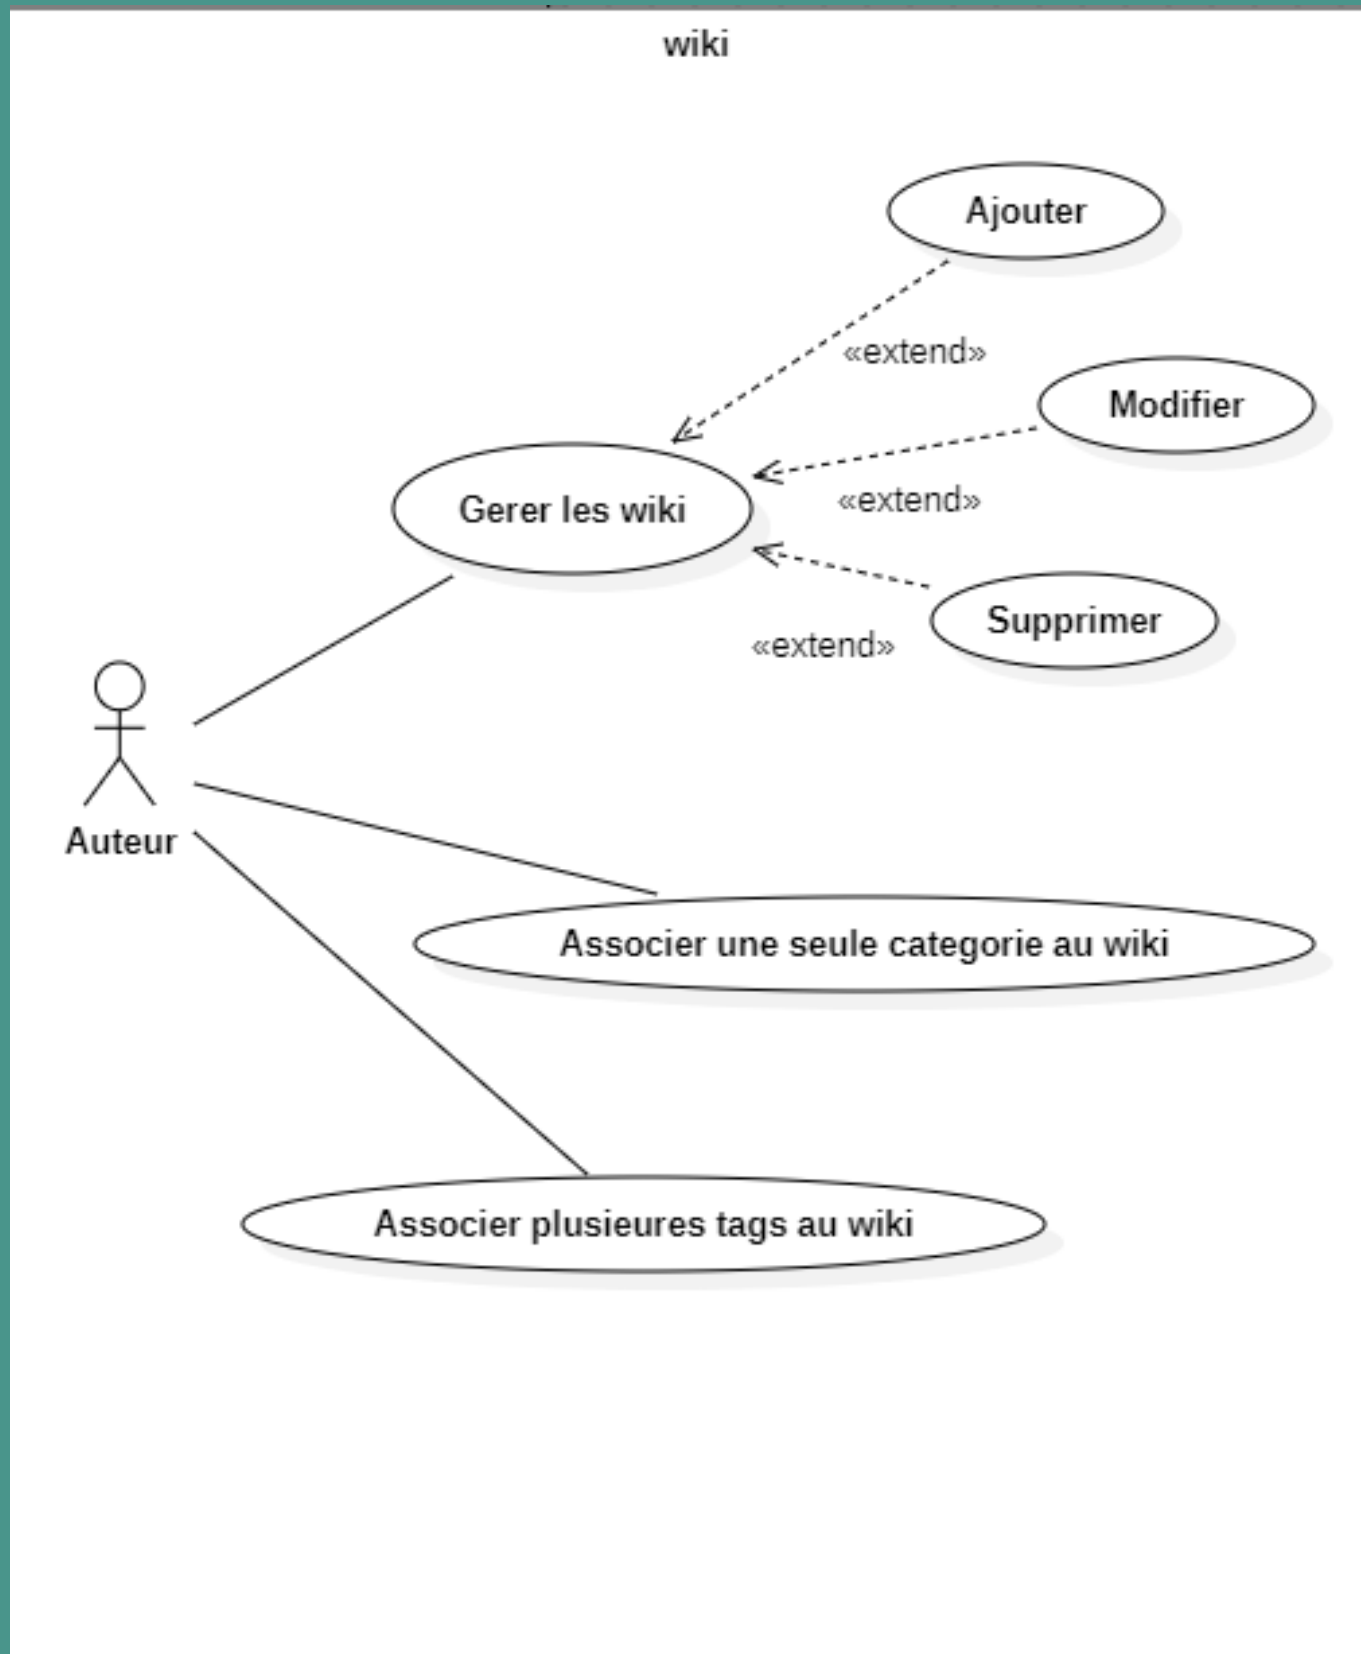 wiki
Ajouter
«extend»
Modifier
«extend»
Gerer les wiki
Supprimer
«extend»
Auteur
Associer une seule categorie au wiki
Associer plusieures tags au wiki